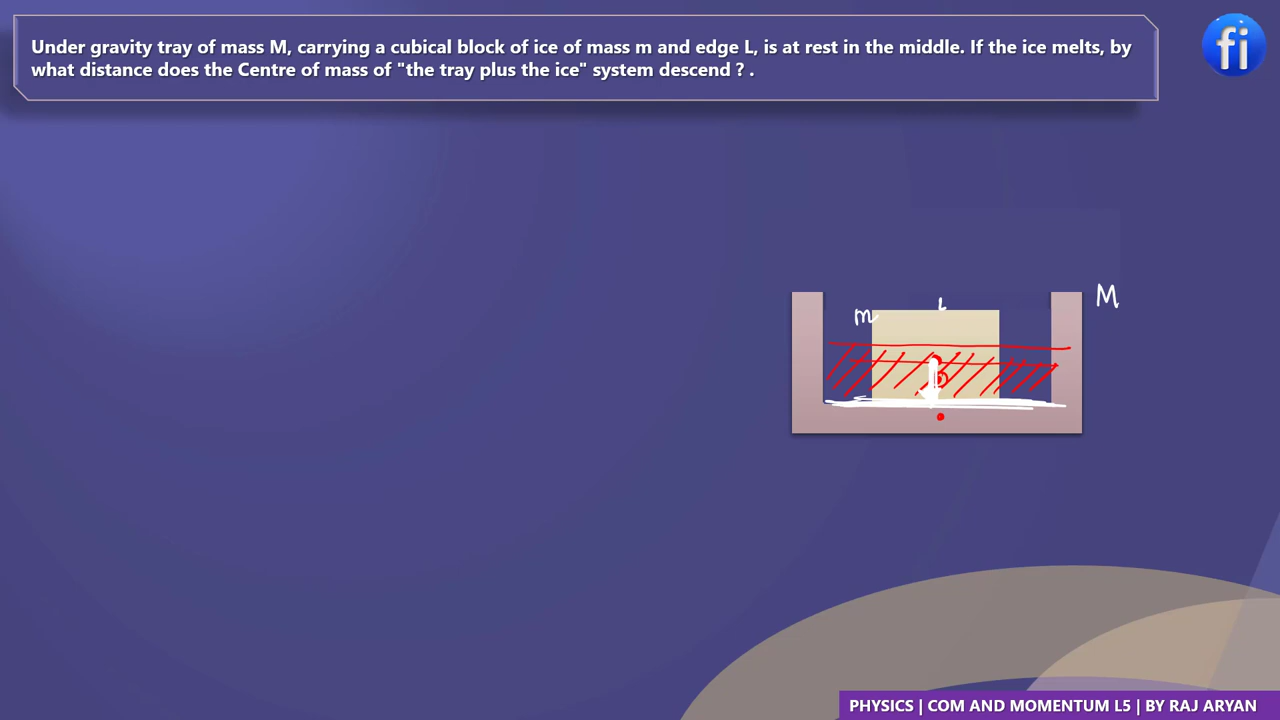 Under gravity tray of mass M, carrying a cubical block of ice of mass m and edge L, is at rest in the middle. If the ice melts, by
what distance does the Centre of mass of "the tray plus the ice" system descend ? .
fi
M
L
m
PHYSICS | COM AND MOMENTUM L5 | BY RAJ ARYAN